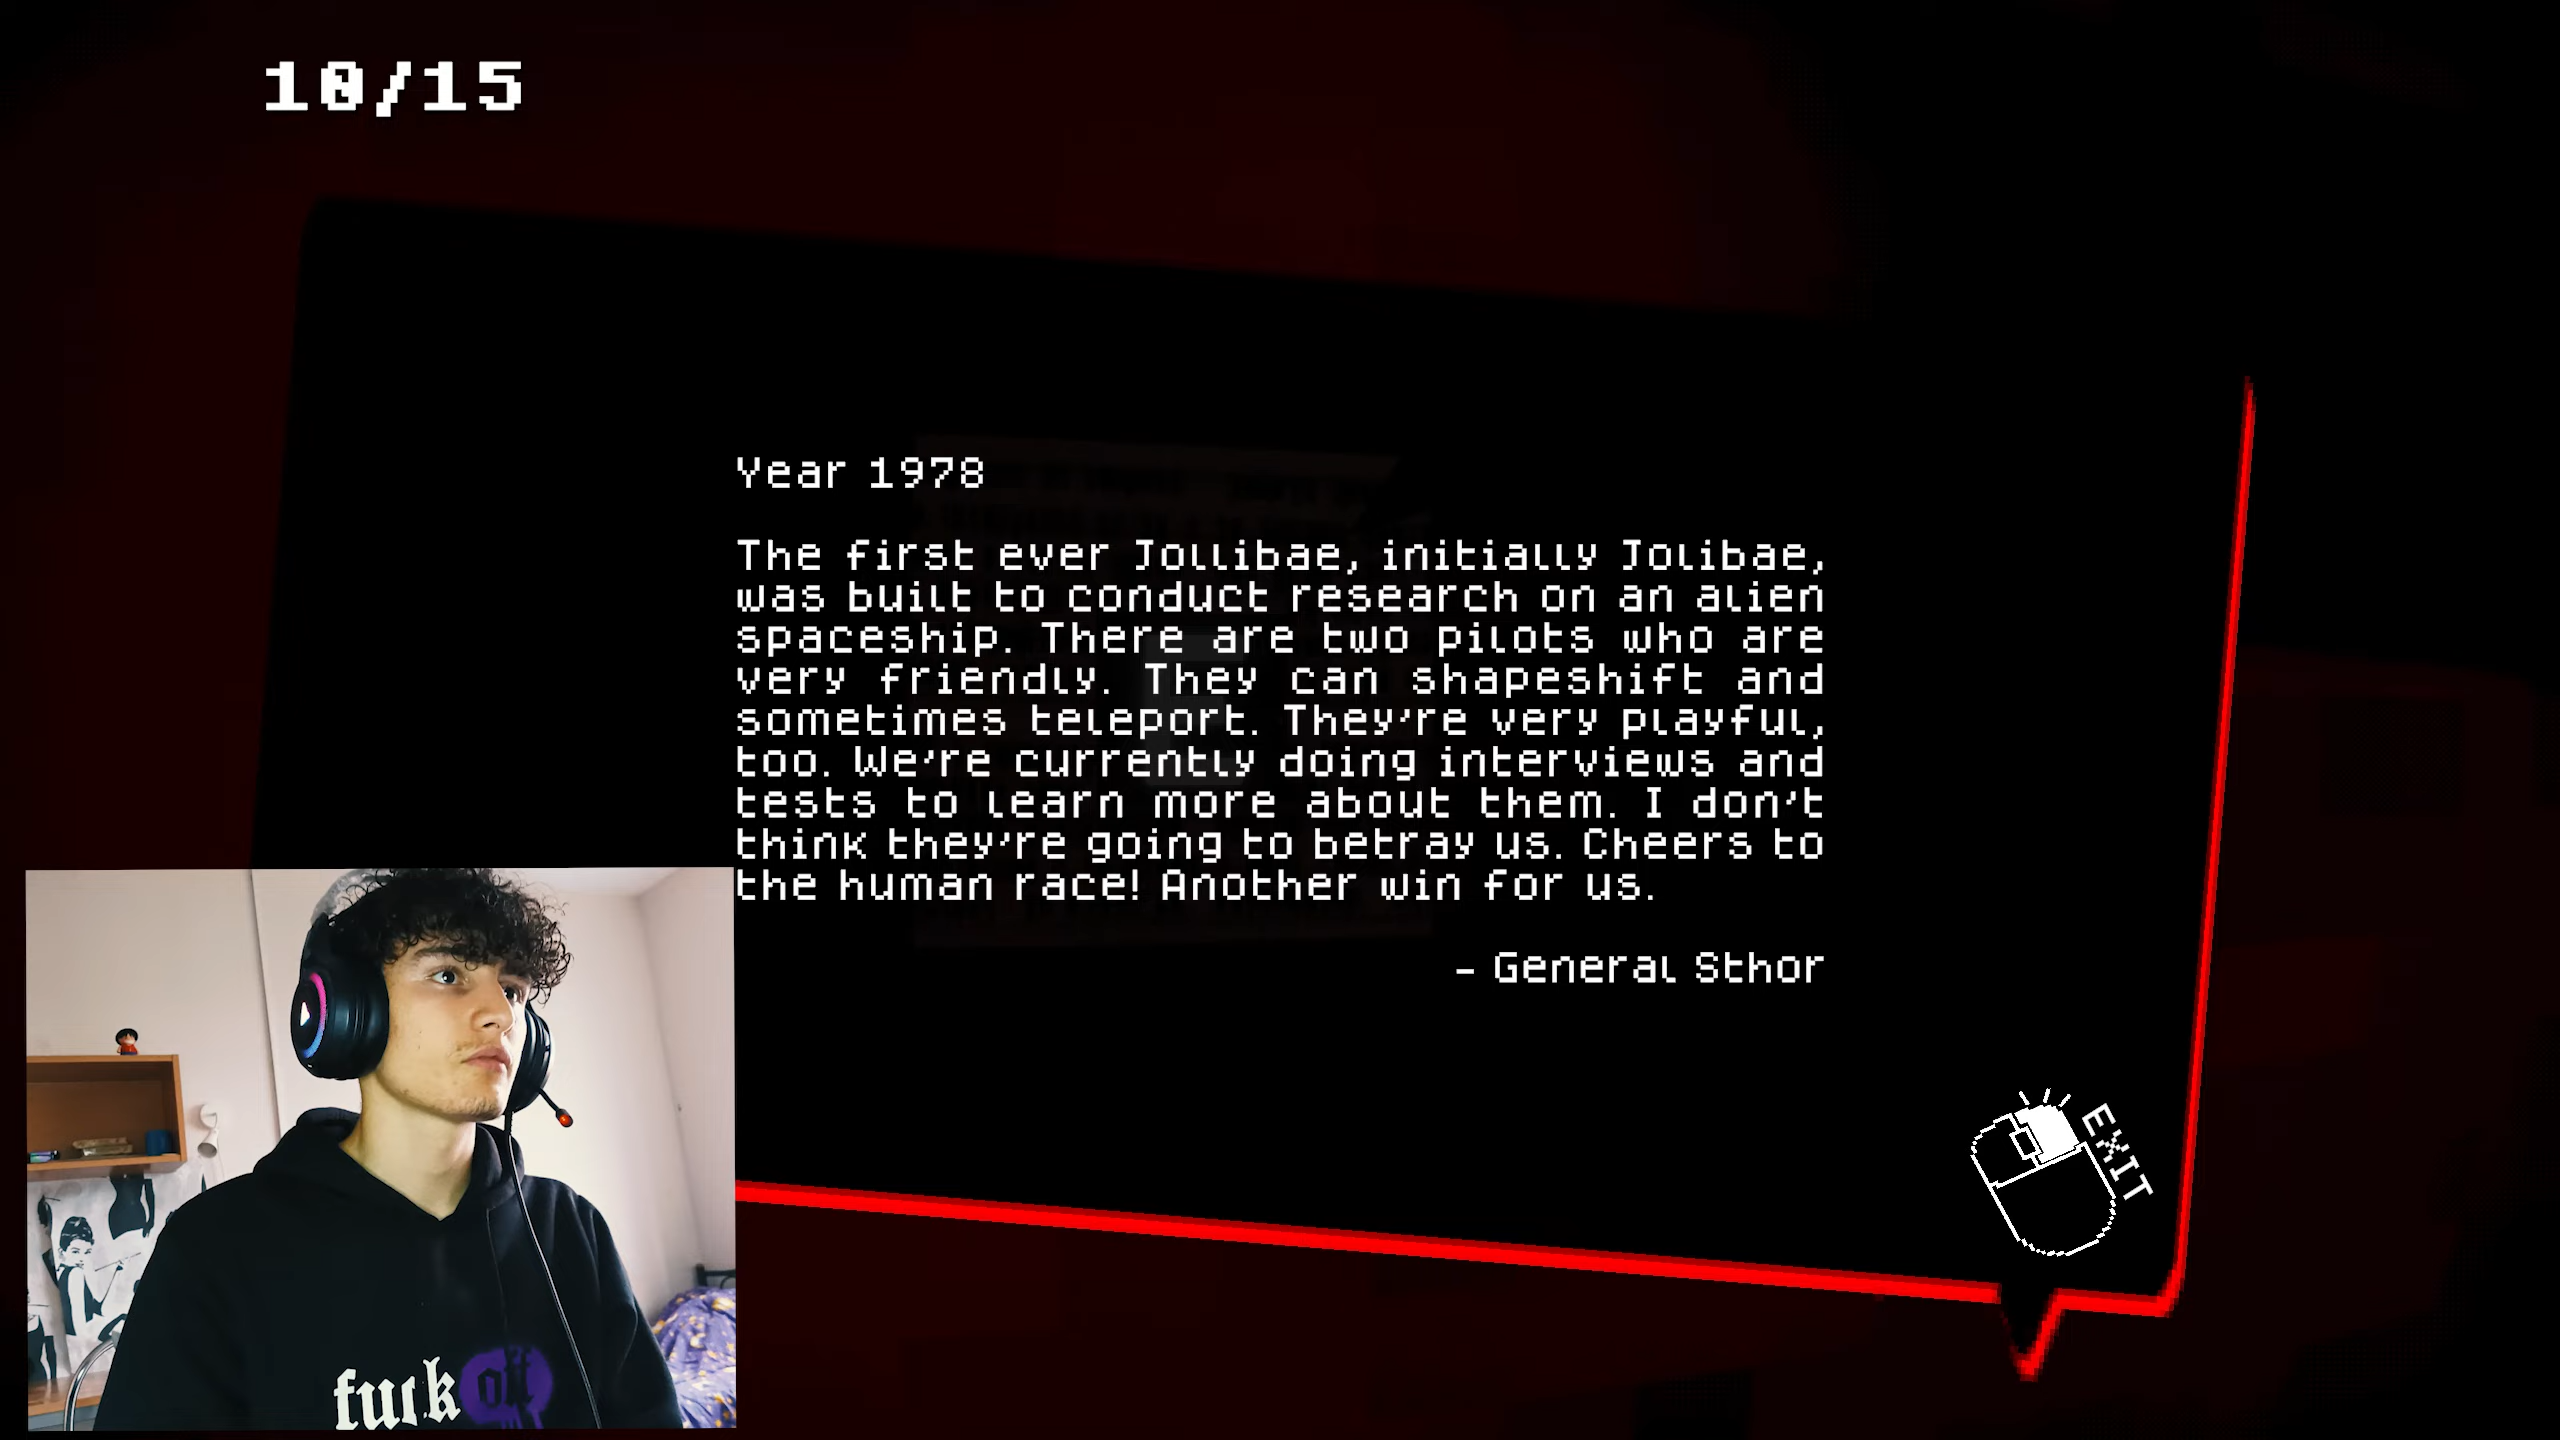 10/15
Year 1978
The first ever Jollibae, initially Jolibae,
was built to conduct research on an alien
spaceship. There are two pilots who are
very friendly. They can shapeshift and
sometimes teleport. They're very playful,
too. We're currently doing interviews and
tests to learn more about them. I don't
think they're going to betray us. Cheers to
the human race! Another win for us.
- General Sthor
EXIT
fuck off